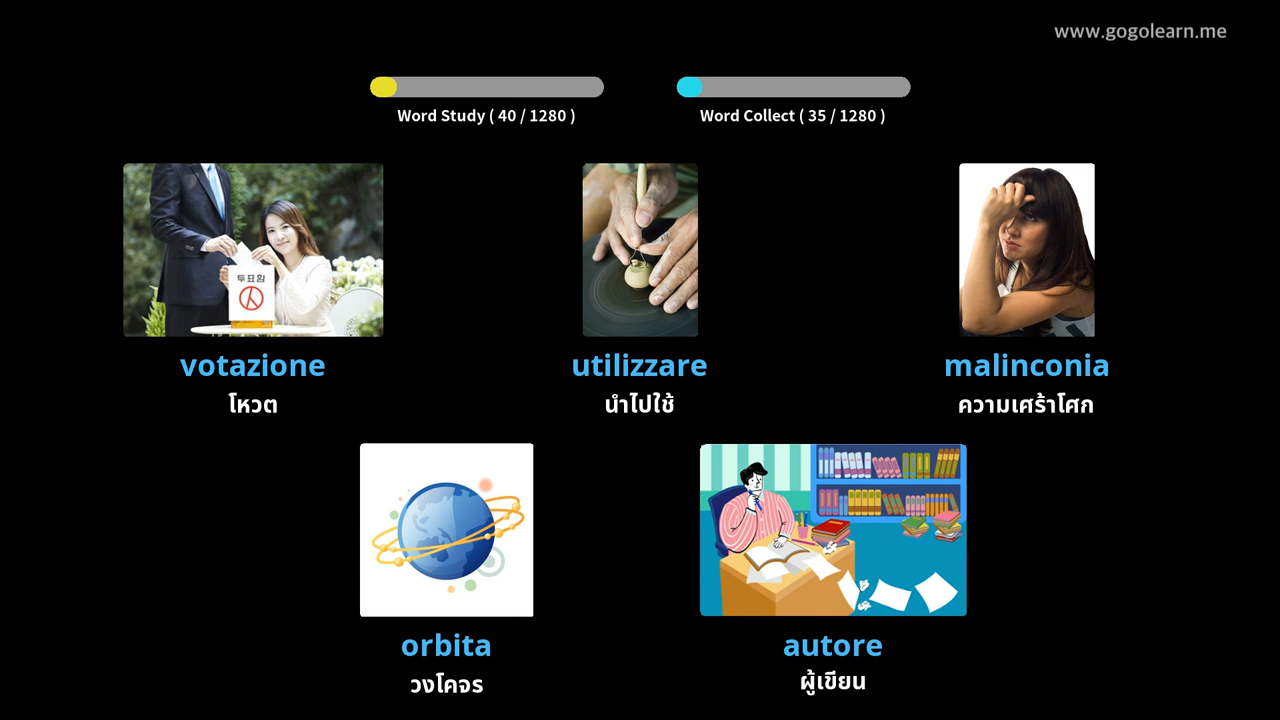 www.gogolearn.me
Word Study ( 40 / 1280 )
Word Collect ( 35 / 1280 )
투표함
votazione
utilizzare
malinconia
โหวต
นำไปใช้
ความเศร้าโศก
orbita
autore
วงโคจร
ผู้เขียน